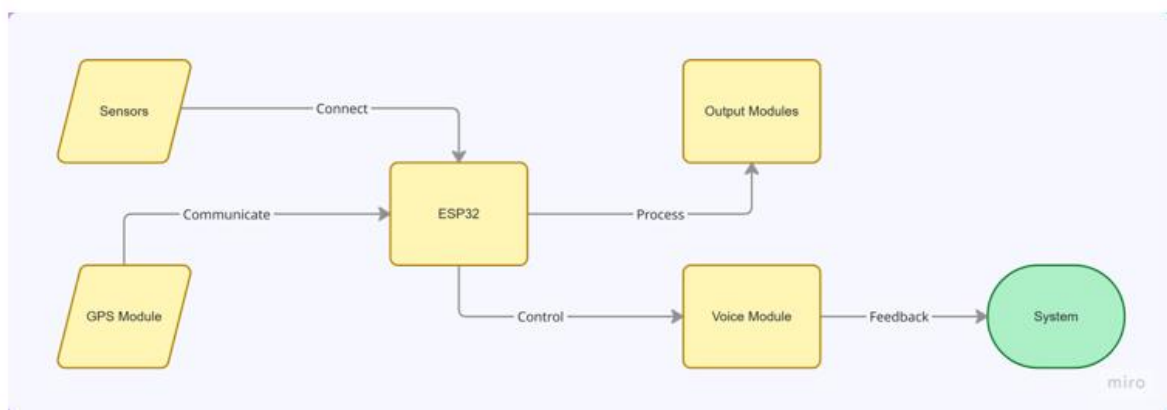 Sensors
Connect
Output Modules
Communicate
ESP32
Process
GPS Module
Control
Voice Module
Feedback
System
miro